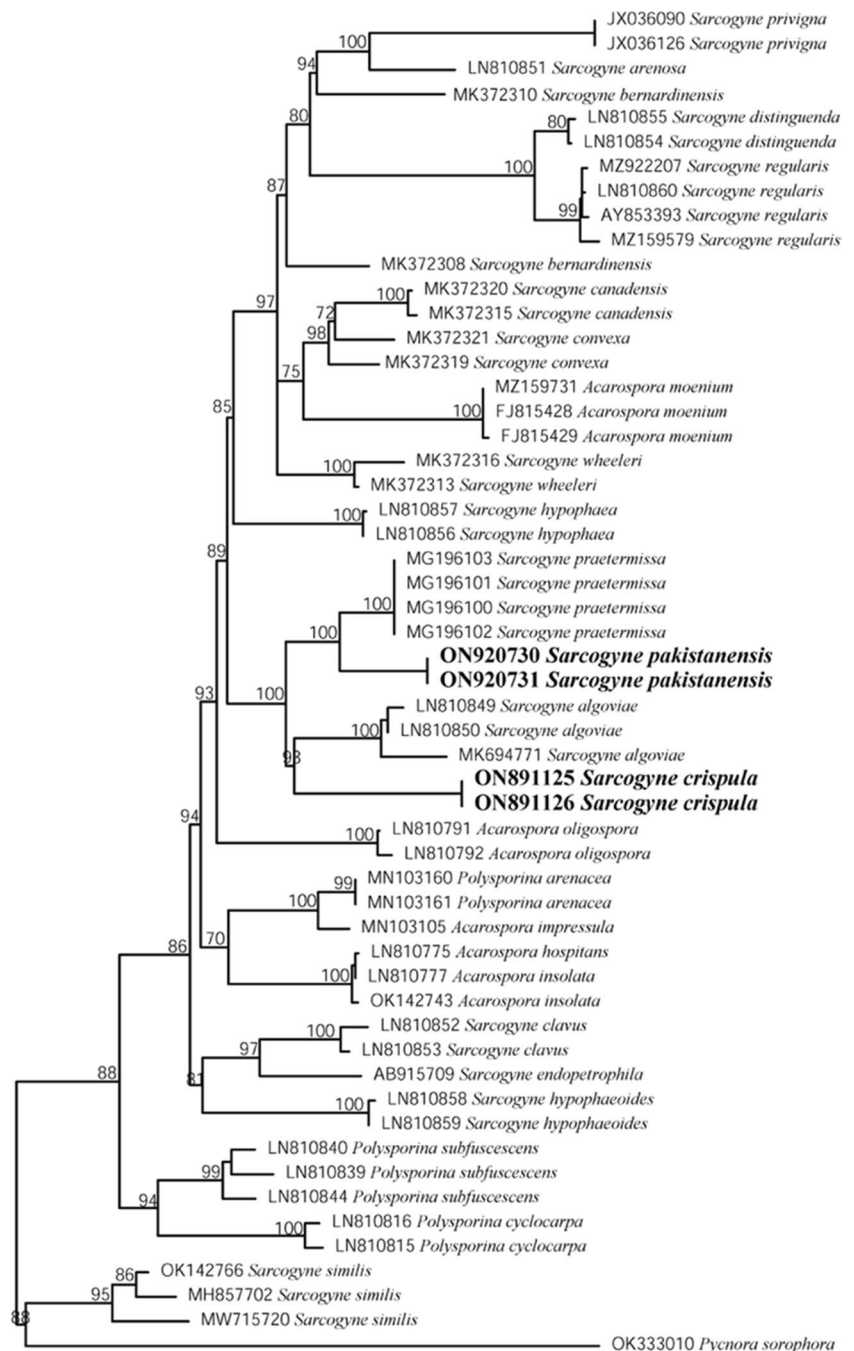 JX036090 Sarcogyne privigna
100
JX036126 Sarcogyne privigna
94
LN810851 Sarcogyne arenosa
MK372310 Sarcogyne bernardinensis
80
80
LN810855 Sarcogyne distinguenda
LN810854 Sarcogyne distinguenda
100
MZ922207 Sarcogyne regularis
87
LN810860 Sarcogyne regularis
99
AY853393 Sarcogyne regularis
MZ159579 Sarcogyne regularis
MK372308 Sarcogyne bernardinensis
97
100
MK372320 Sarcogyne canadensis
72
MK372315 Sarcogyne canadensis
98
MK372321 Sarcogyne convexa
75
MK372319 Sarcogyne convexa
MZ159731 Acarospora moenium
85
100
FJ815428 Acarospora moenium
FJ815429 Acarospora moenium
100
MK372316 Sarcogyne wheeleri
MK372313 Sarcogyne wheeleri
100
LN810857 Sarcogyne hypophaea
LN810856 Sarcogyne hypophaea
89
MG196103 Sarcogyne praetermissa
MG196101 Sarcogyne praetermissa
100
MG196100 Sarcogyne praetermissa
100
MG196102 Sarcogyne praetermissa
ON920730 Sarcogyne pakistanensis
ON920731 Sarcogyne pakistanensis
93
100
LN810849 Sarcogyne algoviae
100
LN810850 Sarcogyne algoviae
93
MK694771 Sarcogyne algoviae
ON891125 Sarcogyne crispula
ON891126 Sarcogyne crispula
94
100
LN810791 Acarospora oligospora
LN810792 Acarospora oligospora
99
MN103160 Polysporina arenacea
100
MN103161 Polysporina arenacea
MN103105 Acarospora impressula
86
70
LN810775 Acarospora hospitans
100
LN810777 Acarospora insolata
OK142743 Acarospora insolata
100
LN810852 Sarcogyne clavus
97
LN810853 Sarcogyne clavus
88
81
AB915709 Sarcogyne endopetrophila
100
LN810858 Sarcogyne hypophaeoides
LN810859 Sarcogyne hypophaeoides
LN810840 Polysporina subfuscescens
99
LN810839 Polysporina subfuscescens
94
LN810844 Polysporina subfuscescens
100
LN810816 Polysporina cyclocarpa
LN810815 Polysporina cyclocarpa
86
OK142766 Sarcogyne similis
95
MH857702 Sarcogyne similis
88
MW715720 Sarcogyne similis
OK333010 Pycnora sorophora